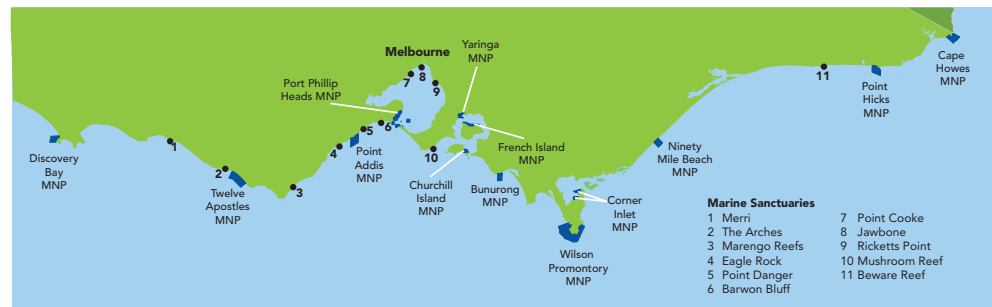 Melbourne
Yaringa
MNP
Port Phillip
Heads MNP
Cape
Howes
MNP
Point
Hicks
MNP
Discovery
Bay
MNP
Point
Addis
MNP
French Island
MNP
Ninety
Mile Beach
MNP
Twelve
Apostles
MNP
Churchill
Island
MNP
Bunurong
MNP
Corner
Inlet
MNP
Wilson
Promontory
MNP
1
2
3
4
5
6
7
8
9
10
11
Marine Sanctuaries
1 Merri
2 The Arches
3 Marengo Reefs
4 Eagle Rock
5 Point Danger
6 Barwon Bluff
7 Point Cooke
8 Jawbone
9 Ricketts Point
10 Mushroom Reef
11 Beware Reef